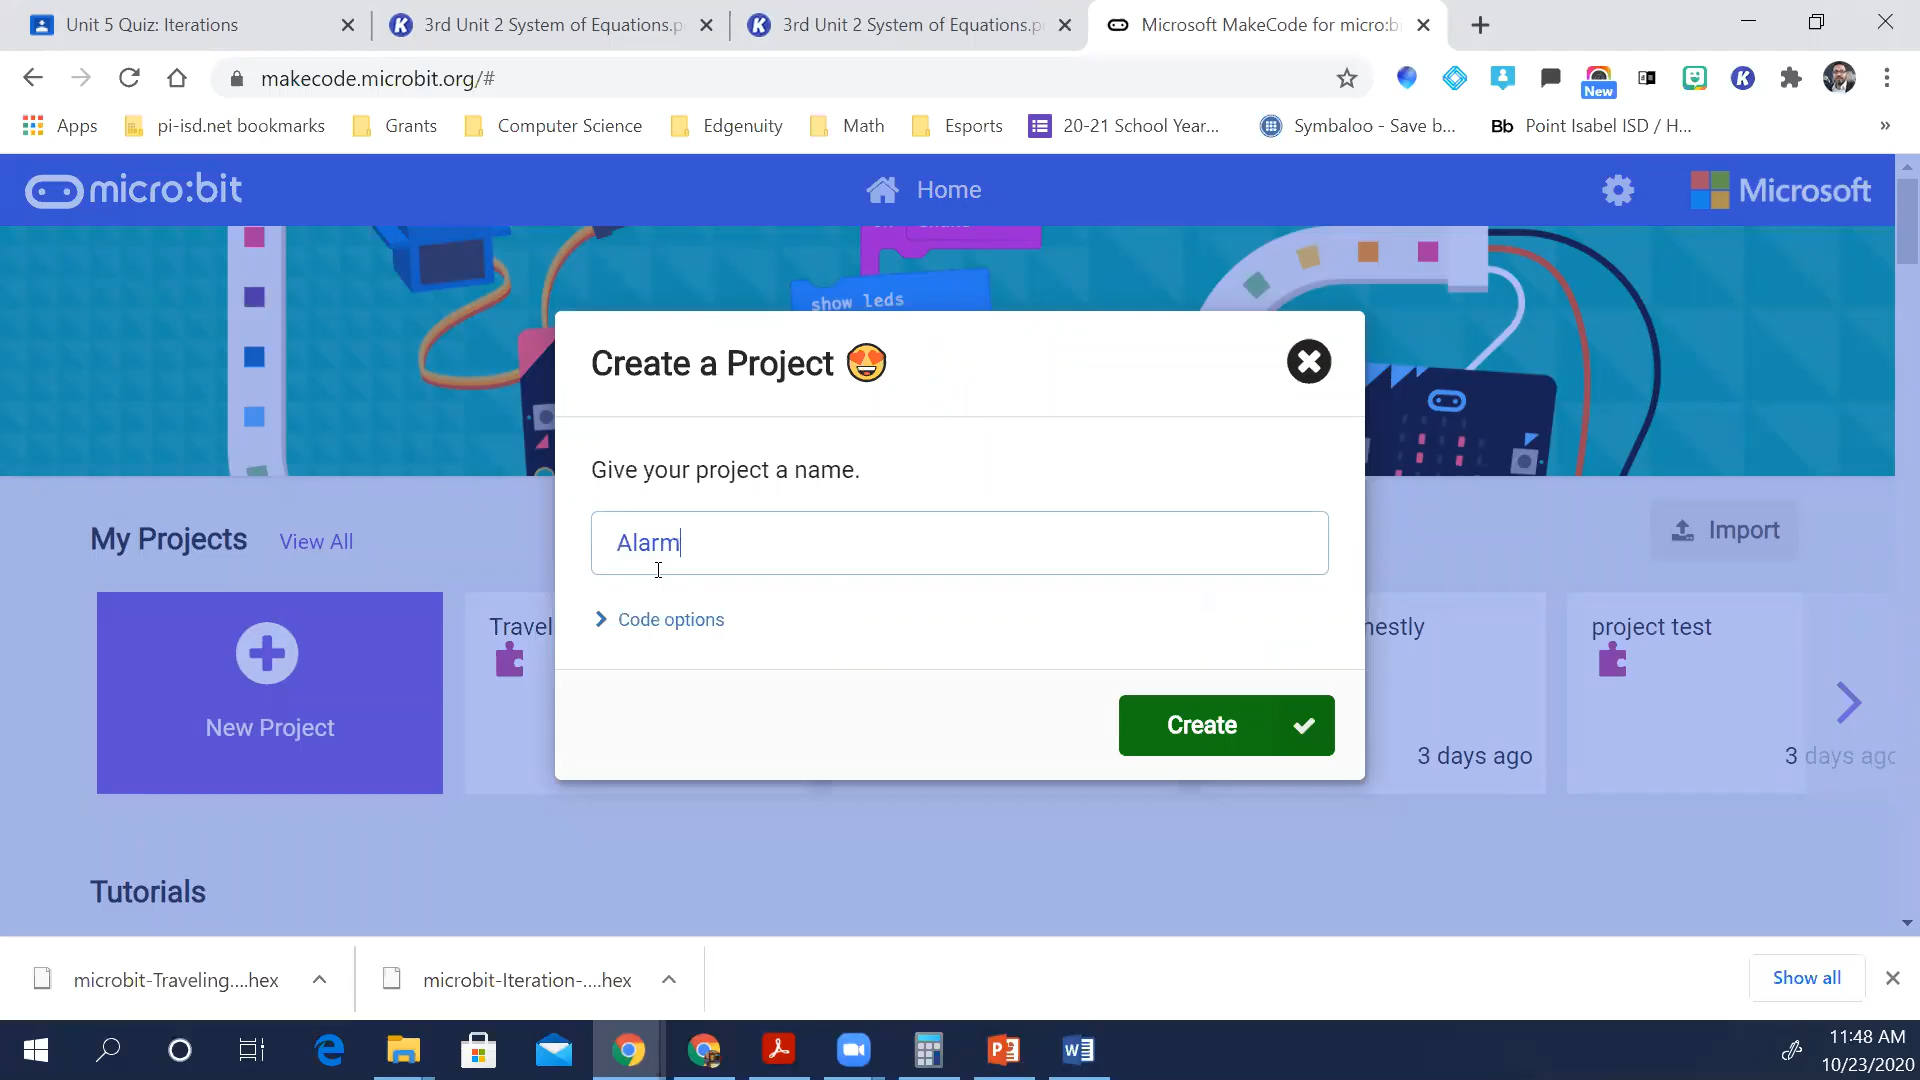 Unit 5 Quiz: Iterations
3rd Unit 2 System of Equations.p
3rd Unit 2 System of Equations.p
Microsoft MakeCode for micro:b
makecode.microbit.org/#
New
Apps
pi-isd.net bookmarks
Grants
Computer Science
Edgenuity
Math
Esports
20-21 School Year...
Symbaloo - Save b...
Bb Point Isabel ISD / H...
»
micro:bit
Home
Microsoft
show leds
Create a Project
Give your project a name.
Alarm
Code options
Create
My Projects
View All
Import
New Project
Travel
nestly
3 days ago
project test
3 days ago
Tutorials
microbit-Traveling....hex
microbit-Iteration-....hex
Show all
11:48 AM
10/23/2020